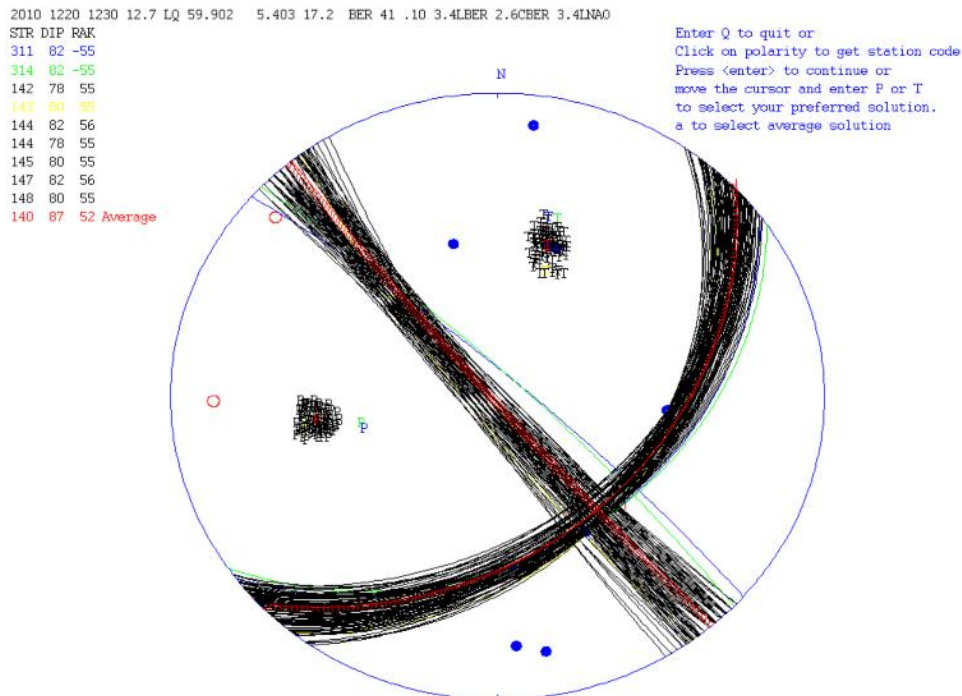 2010 1220 1230 12.7 LQ 59.902 5.403 17.2 BER 41 .10 3.4LBER 2.6CBER 3.4LNAO
STR DIP RAK
311 82 -55
314 82 -55
142 78 55
143 80 55
144 82 56
144 78 55
145 80 55
147 82 56
148 80 55
140 87 52 Average
Enter Q to quit or
Click on polarity to get station code
Press <enter> to continue or
move the cursor and enter P or T
to select your preferred solution.
a to select average solution
N
T
P
P